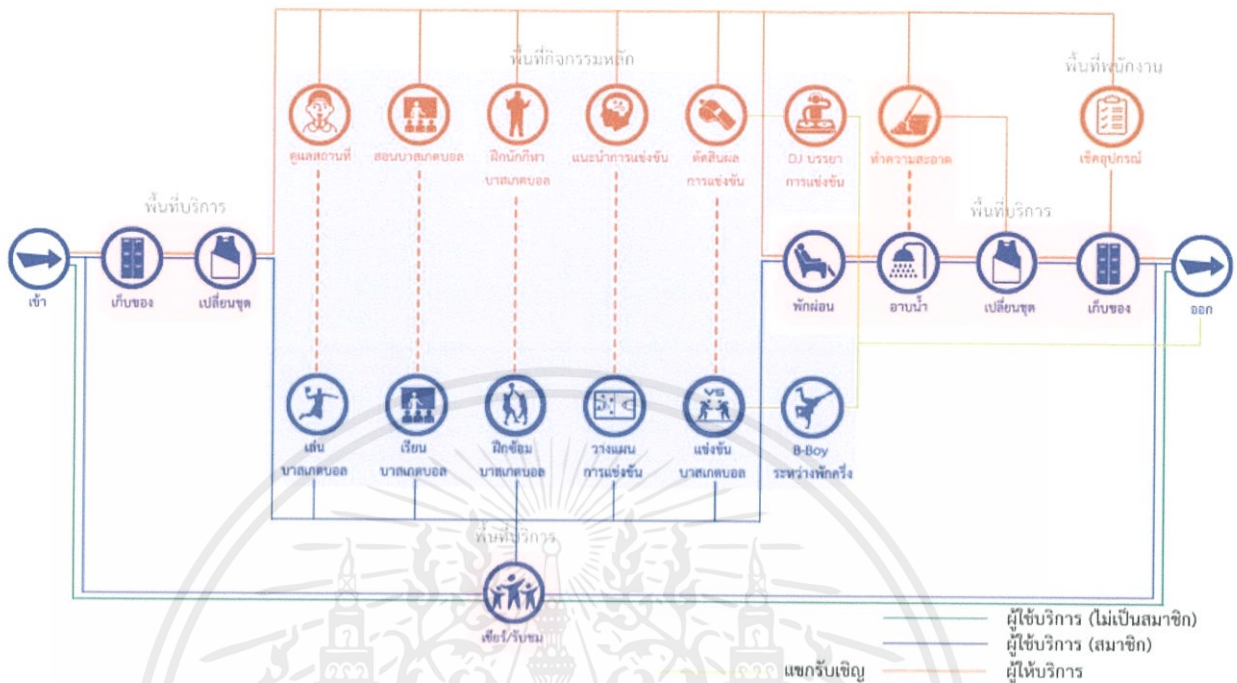 พื้นที่กิจกรรมหลัก
พื้นที่พนักงาน
ดูแลสถานที่
สอนบาสเกตบอล
ฝึกนักกีฬา
บาสเกตบอล
แนะนำการแข่งขัน
ตัดสินผล
การแข่งขัน
DJ บรรยา
การแข่งขัน
ทำความสะอาด
เช็คอุปกรณ์
พื้นที่บริการ
พื้นที่บริการ
เข้า
เก็บของ
เปลี่ยนชุด
พักผ่อน
อาบน้ำ
เปลี่ยนชุด
เก็บของ
ออก
VS
เล่น
บาสเกตบอล
เรียน
บาสเกตบอล
ฝึกซ้อม
บาสเกตบอล
วางแผน
การแข่งขัน
แข่งขัน
บาสเกตบอล
B-Boy
ระหว่างพักครึ่ง
พื้นที่บริการ
เชียร์/รับชม
ผู้ใช้บริการ (ไม่เป็นสมาชิก)
ผู้ใช้บริการ (สมาชิก)
แขกรับเชิญ
ผู้ให้บริการ